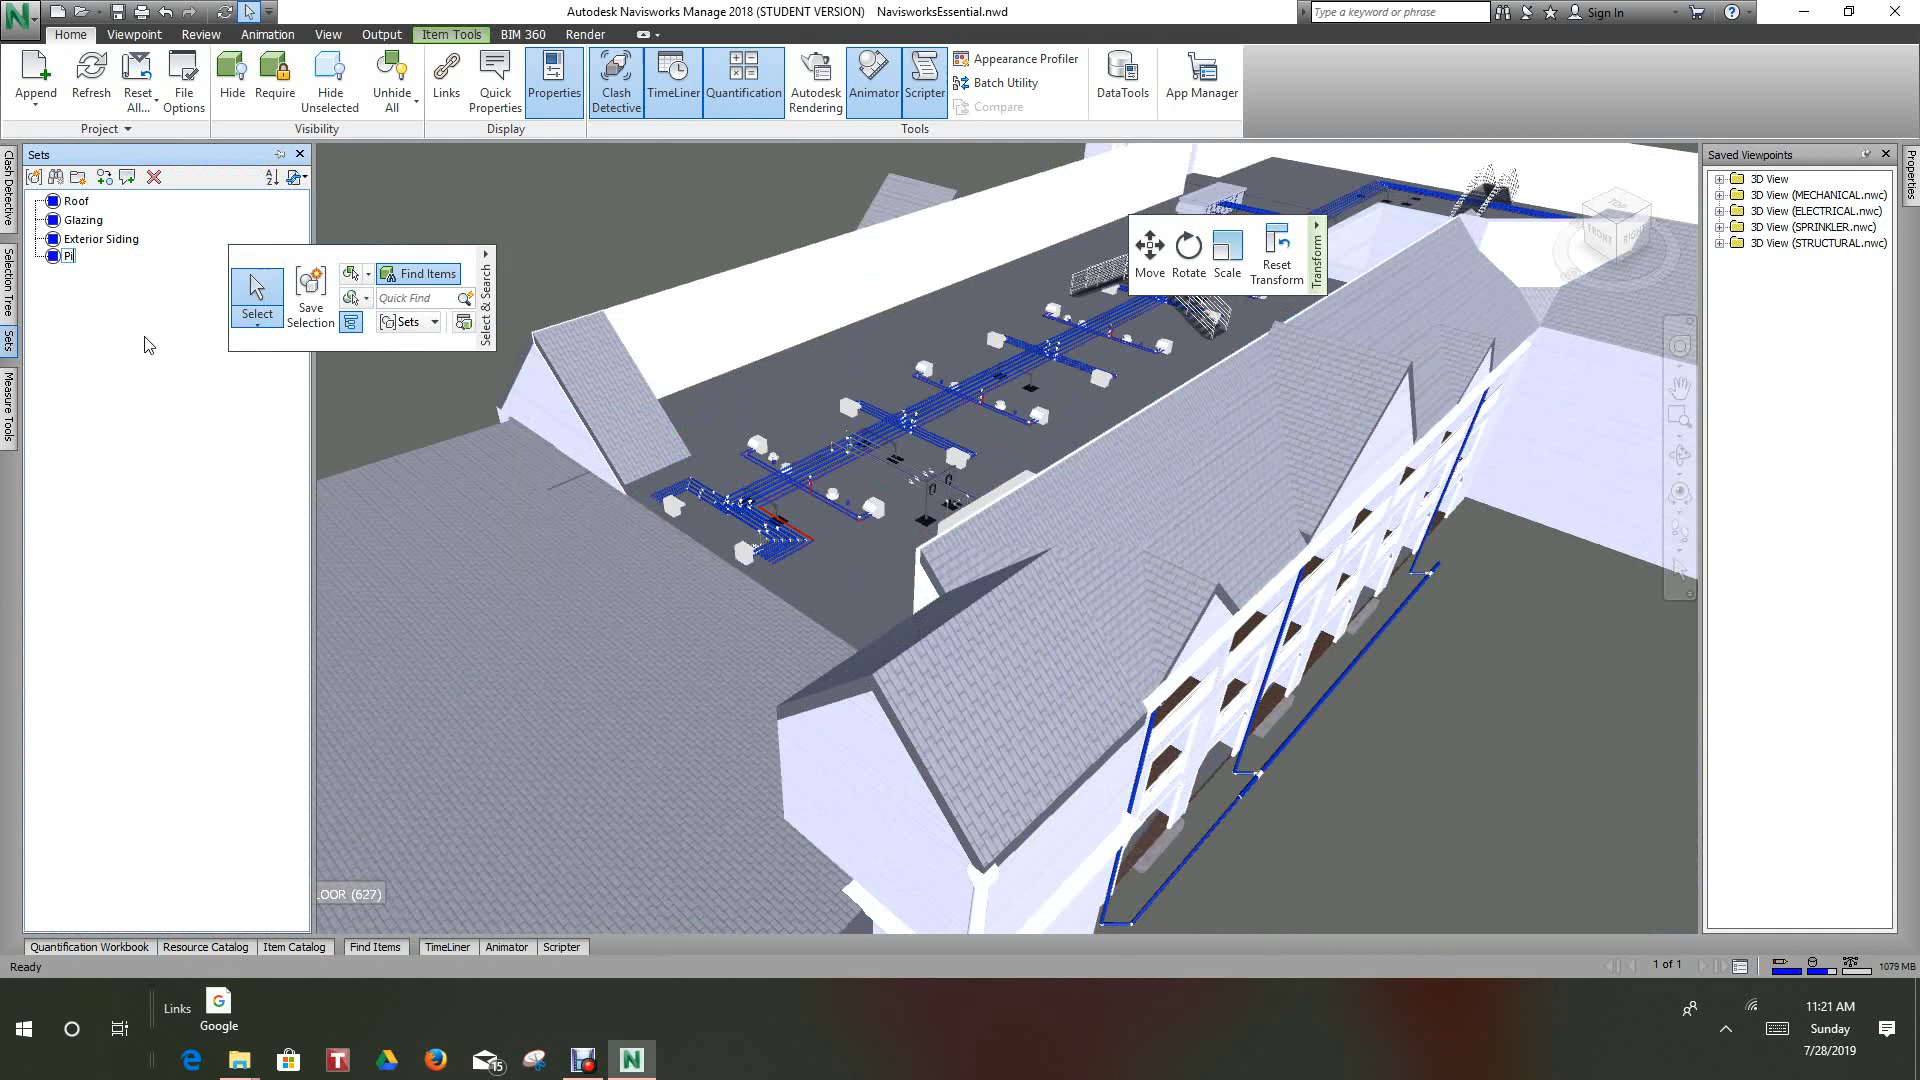 Autodesk Navisworks Manage 2018 (STUDENT VERSION) NavisworksEssential.nwd
Type a keyword or phrase
Sign In
Home Viewpoint Review Animation View Output Item Tools BIM 360 Render
Append
Refresh
Reset All...
File Options
Hide
Require
Hide Unselected
Unhide All
Links
Quick Properties
Properties
Clash Detective
TimeLiner
Quantification
Autodesk Rendering
Animator
Scripter
Appearance Profiler
Batch Utility
Compare
DataTools
App Manager
Project
Visibility
Display
Tools
Clash Detective
Selection Tree
Sets
Measure Tools
Sets
Roof
Glazing
Exterior Siding
Pi
Select
Save Selection
Find Items
Quick Find
Sets
Select & Search
Move
Rotate
Scale
Reset Transform
Transform
TOP
FRONT
RIGHT
Saved Viewpoints
3D View
3D View (MECHANICAL.nwc)
3D View (ELECTRICAL.nwc)
3D View (SPRINKLER.nwc)
3D View (STRUCTURAL.nwc)
Properties
LOOR (627)
Quantification Workbook Resource Catalog Item Catalog Find Items TimeLiner Animator Scripter
Ready
1 of 1
1079 MB
Links
Google
15
11:21 AM
Sunday
7/28/2019